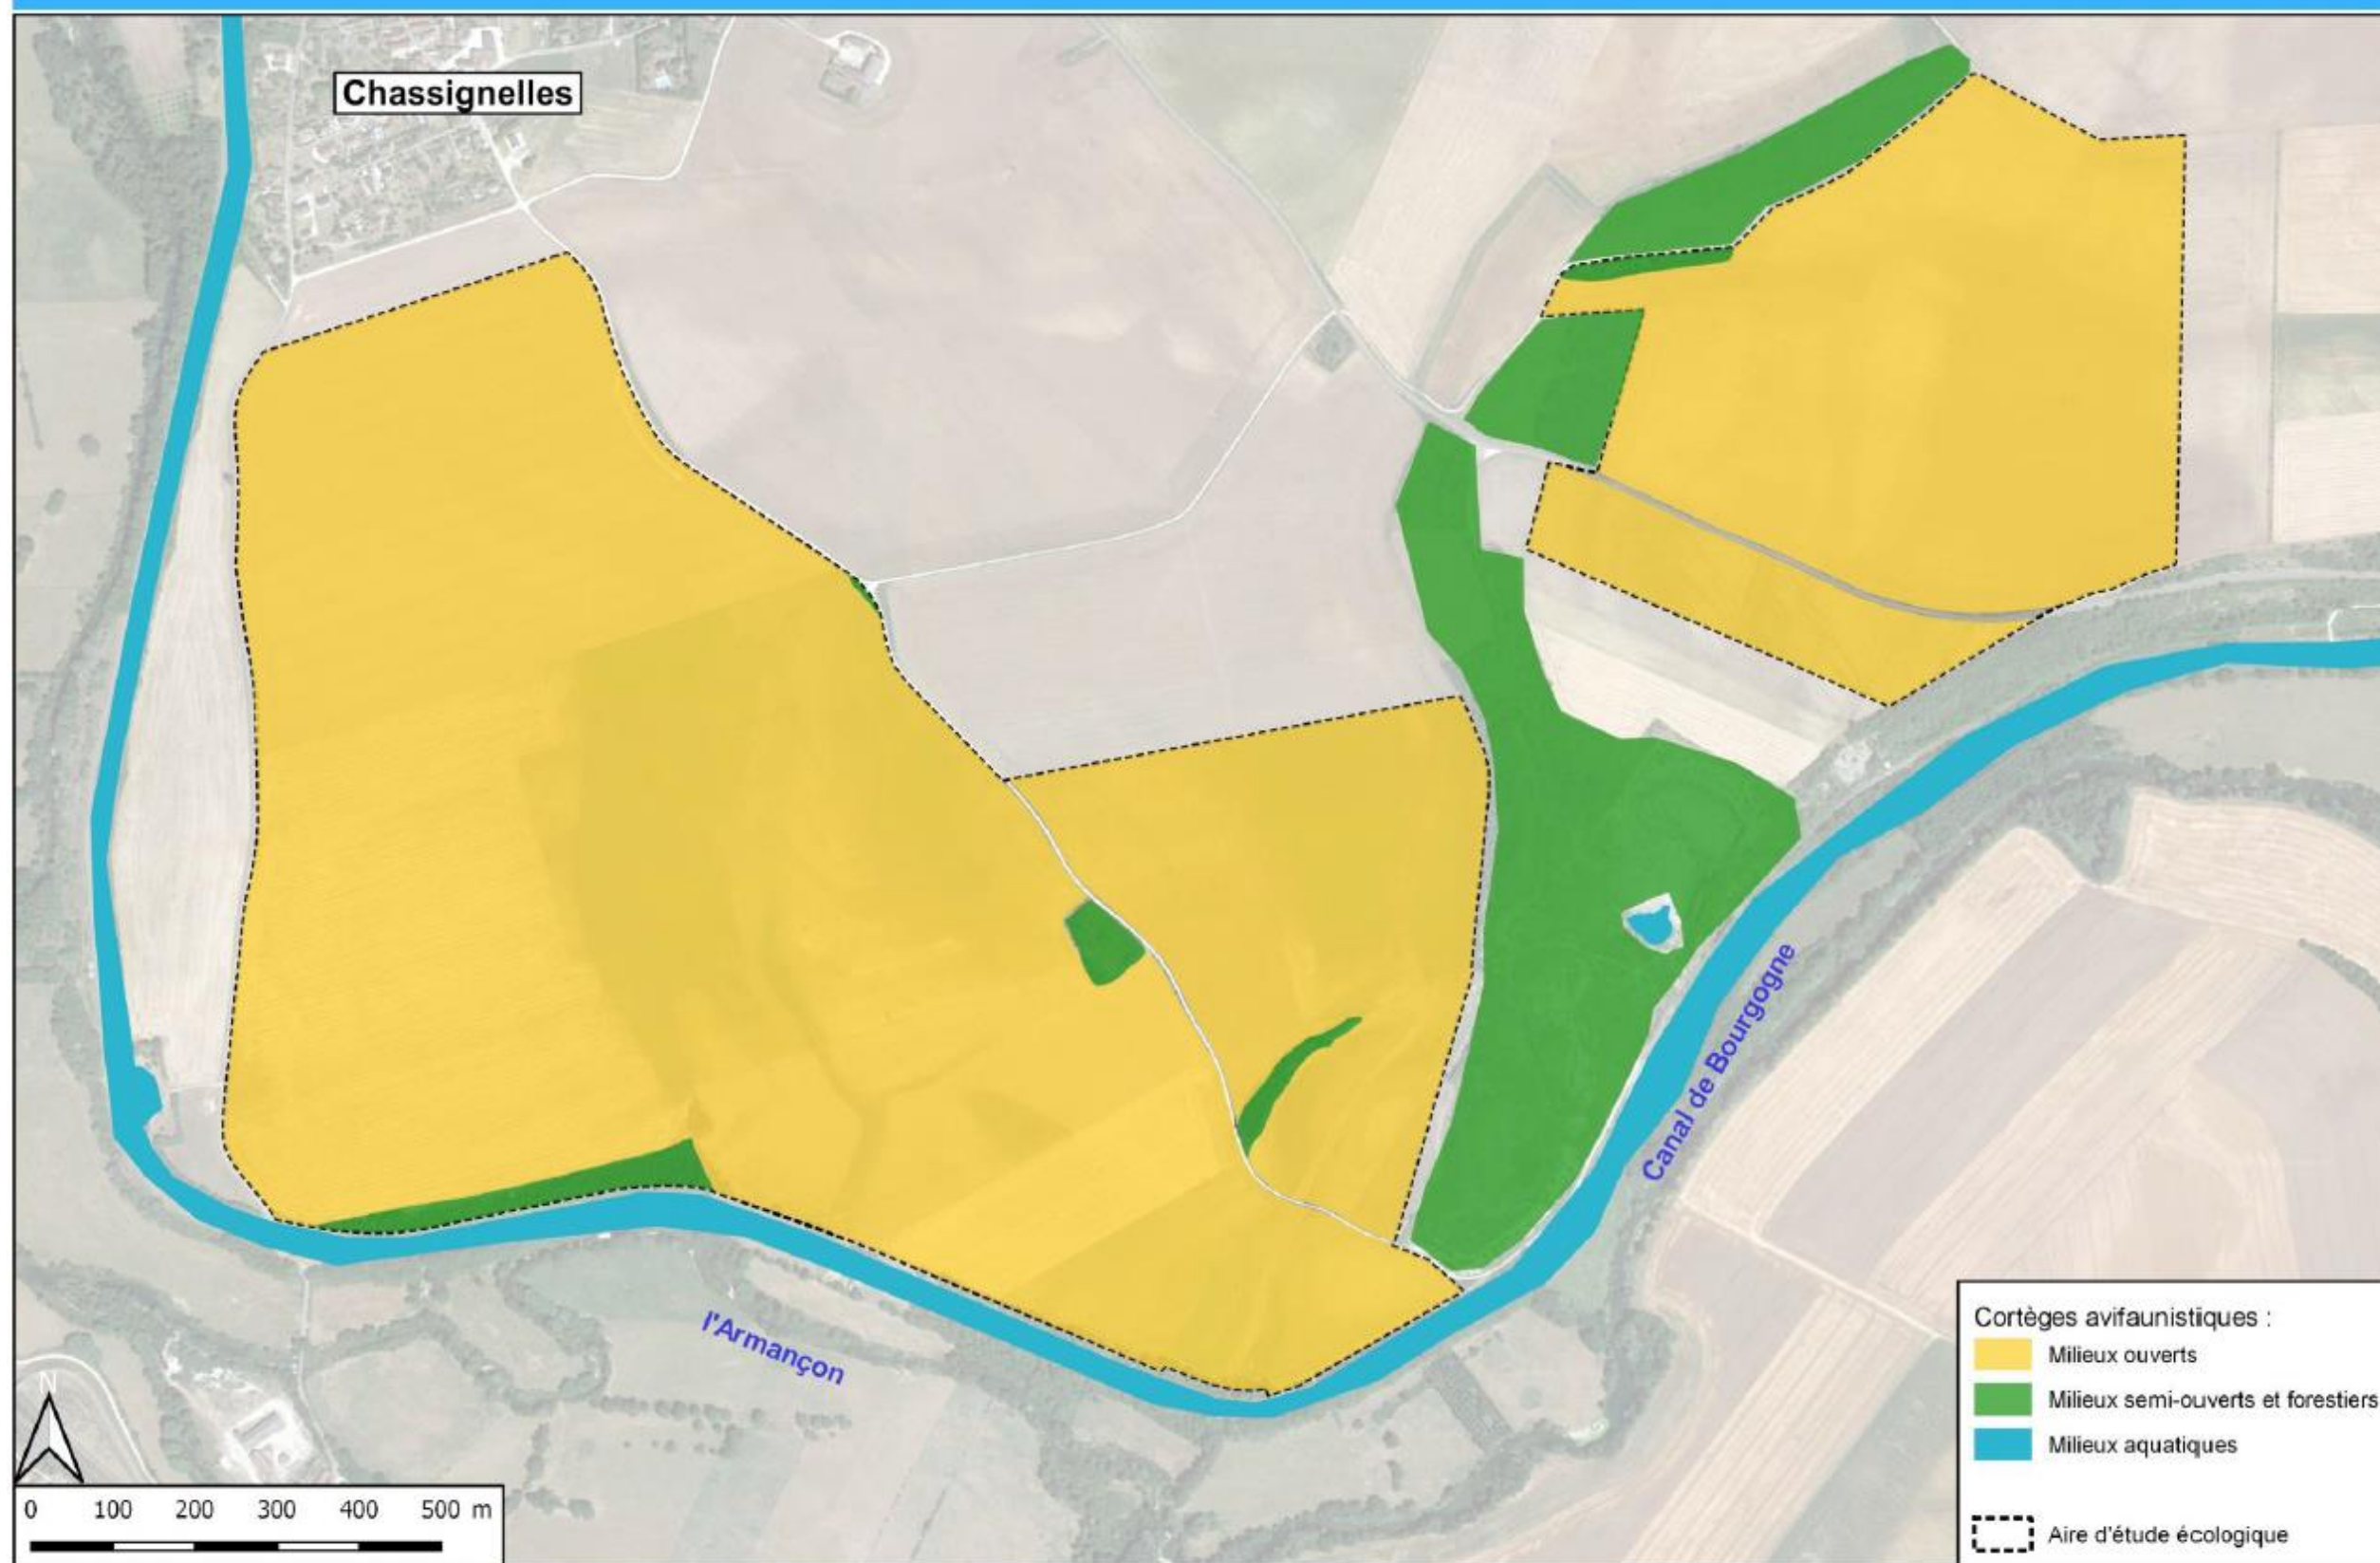 Chassignelles
Canal de Bourgogne
l'Armançon
N
0 100 200 300 400 500 m
Cortèges avifaunistiques :
Milieux ouverts
Milieux semi-ouverts et forestiers
Milieux aquatiques
Aire d'étude écologique